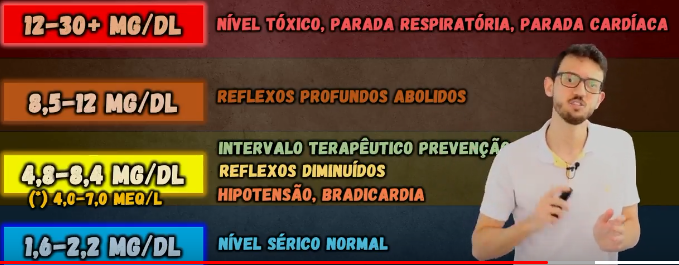 12-30+ MG/DL NÍVEL TÓXICO, PARADA RESPIRATÓRIA, PARADA CARDÍACA
8,5-12 MG/DL REFLEXOS PROFUNDOS ABOLIDOS
INTERVALO TERAPÊUTICO PREVENÇÃO
4,8-8,4 MG/DL REFLEXOS DIMINUÍDOS
(*) 4,0-7,0 MEQ/L HIPOTENSÃO, BRADICARDIA
1,6-2,2 MG/DL NÍVEL SÉRICO NORMAL